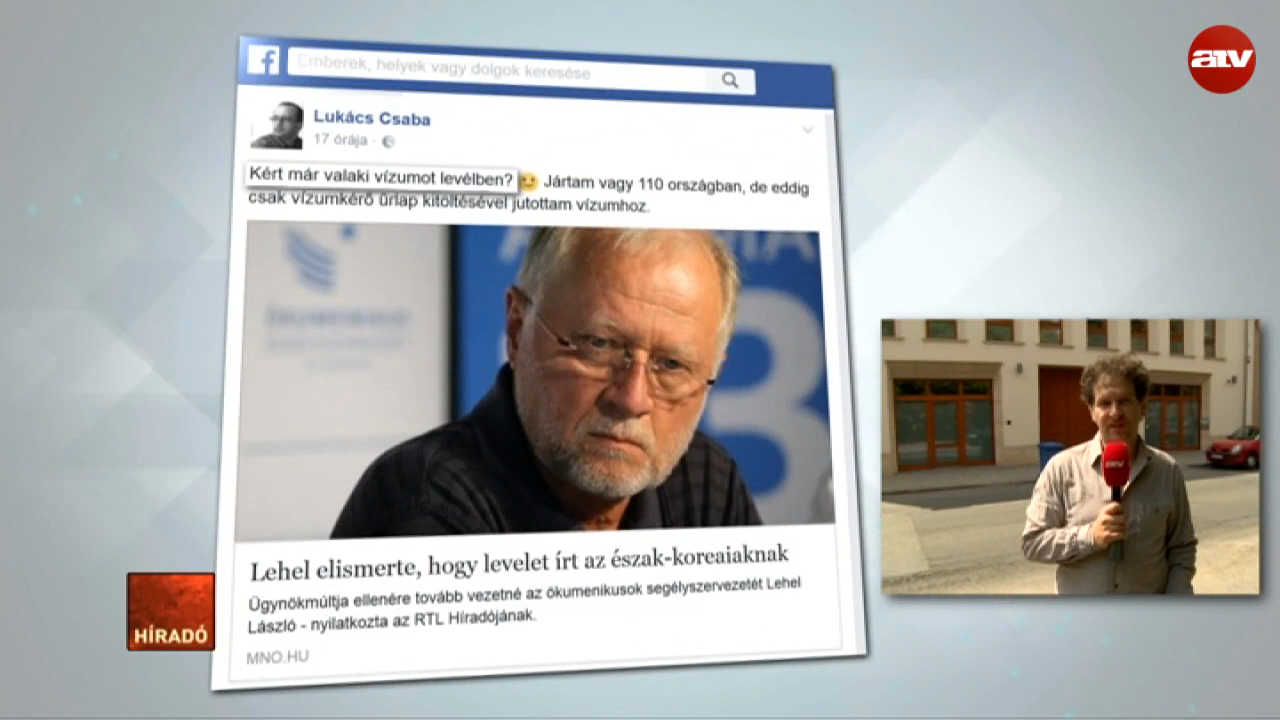 atv
f
Emberek, helyek vagy dolgok keresése
Lukács Csaba
17 órája
Kért már valaki vízumot levélben? Jártam vagy 110 országban, de eddig
csak vízumkérő űrlap kitöltésével jutottam vízumhoz.
B
Lehel elismerte, hogy levelet írt az észak-koreaiaknak
Ügynökmúltja ellenére tovább vezetné az ökumenikusok segélyszervezetét Lehel
László - nyilatkozta az RTL Híradójának.
MNO.HU
HÍRADÓ
atv